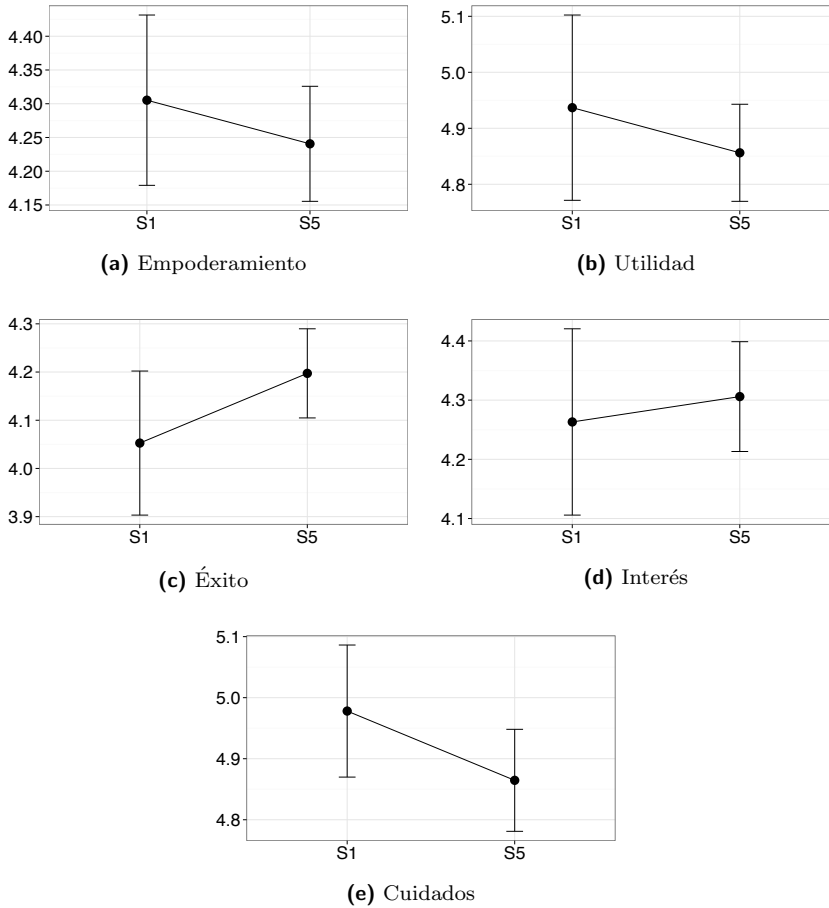 4.40
4.35
4.30
4.25
4.20
4.15
S1 S5
(a) Empoderamiento
5.1
5.0
4.9
4.8
S1 S5
(b) Utilidad
4.3
4.2
4.1
4.0
3.9
S1 S5
(c) Éxito
4.4
4.3
4.2
4.1
S1 S5
(d) Interés
5.1
5.0
4.9
4.8
S1 S5
(e) Cuidados